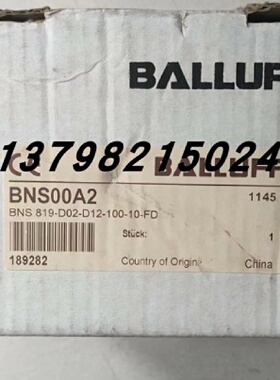 BALLUFF
13798215024
CE BALLUFF
BNS00A2 1145
BNS 819-D02-D12-100-10-FD
Stück: 1
189282 Country of Origin: China